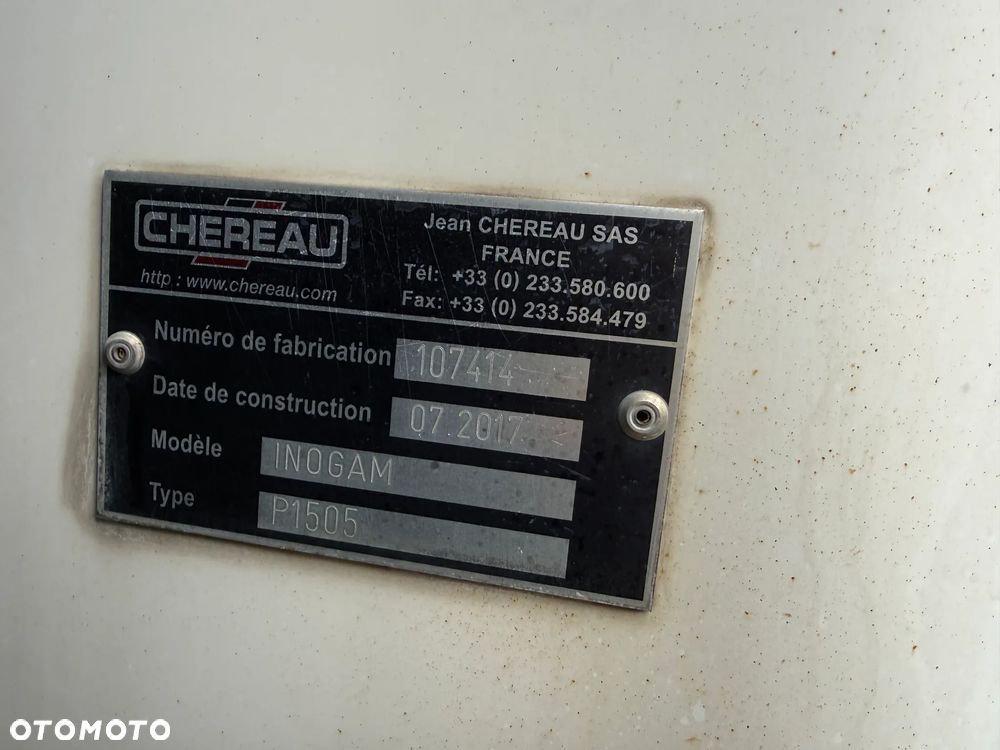 CHEREAU
http : www.chereau.com
Jean CHEREAU SAS
FRANCE
Tél: +33 (0) 233.580.600
Fax: +33 (0) 233.584.479
Numéro de fabrication 107414
Date de construction 07.2017
Modèle INOGAM
Type P1505
OTOMOTO